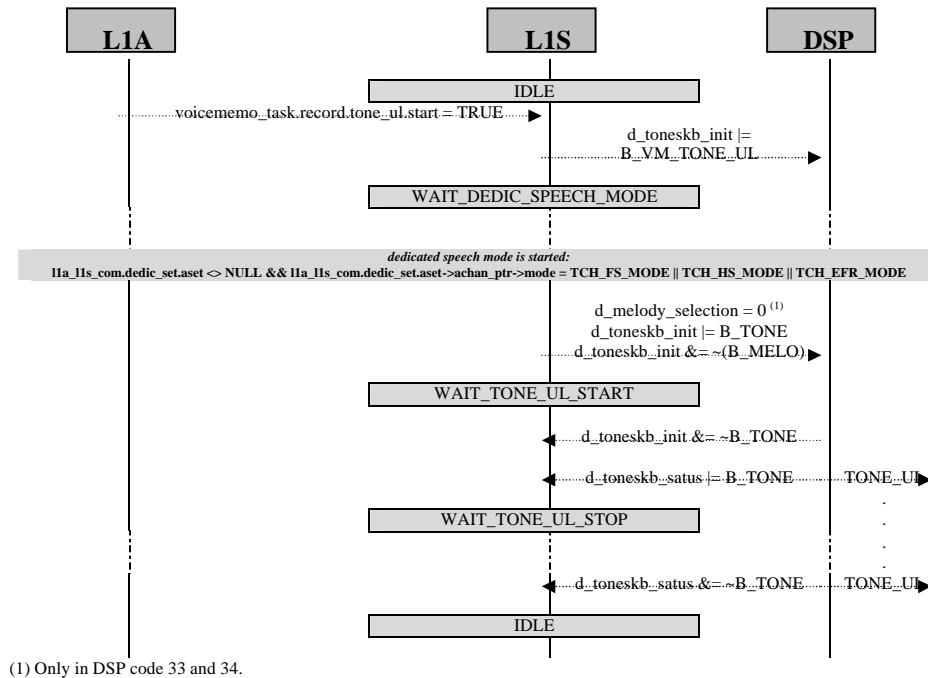 L1A L1S DSP
IDLE
voicememo_task.record.tone_ul.start = TRUE
d_toneskb_init |=
B_VM_TONE_UL
WAIT_DEDIC_SPEECH_MODE
dedicated speech mode is started:
l1a_l1s_com.dedic_set.aset <> NULL && l1a_l1s_com.dedic_set.aset->achan_ptr->mode = TCH_FS_MODE || TCH_HS_MODE || TCH_EFR_MODE
d_melody_selection = 0 (1)
d_toneskb_init |= B_TONE
d_toneskb_init &= ~(B_MELO)
WAIT_TONE_UL_START
d_toneskb_init &= ~B_TONE
d_toneskb_satus |= B_TONE TONE_UL
WAIT_TONE_UL_STOP
d_toneskb_satus &= ~B_TONE TONE_UL
IDLE
(1) Only in DSP code 33 and 34.